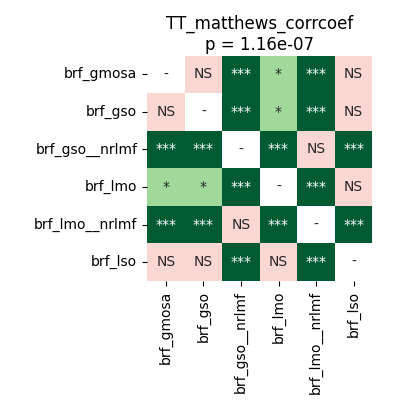 TT_matthews_corrcoef
p = 1.16e-07
brf_gmosa - NS *** * *** NS
brf_gso NS - *** * *** NS
brf_gso__nrlmf *** *** - *** NS ***
brf_lmo * * *** - *** NS
brf_lmo__nrlmf *** *** NS *** - ***
brf_lso NS NS *** NS *** -
brf_gmosa
brf_gso
brf_gso__nrlmf
brf_lmo
brf_lmo__nrlmf
brf_lso